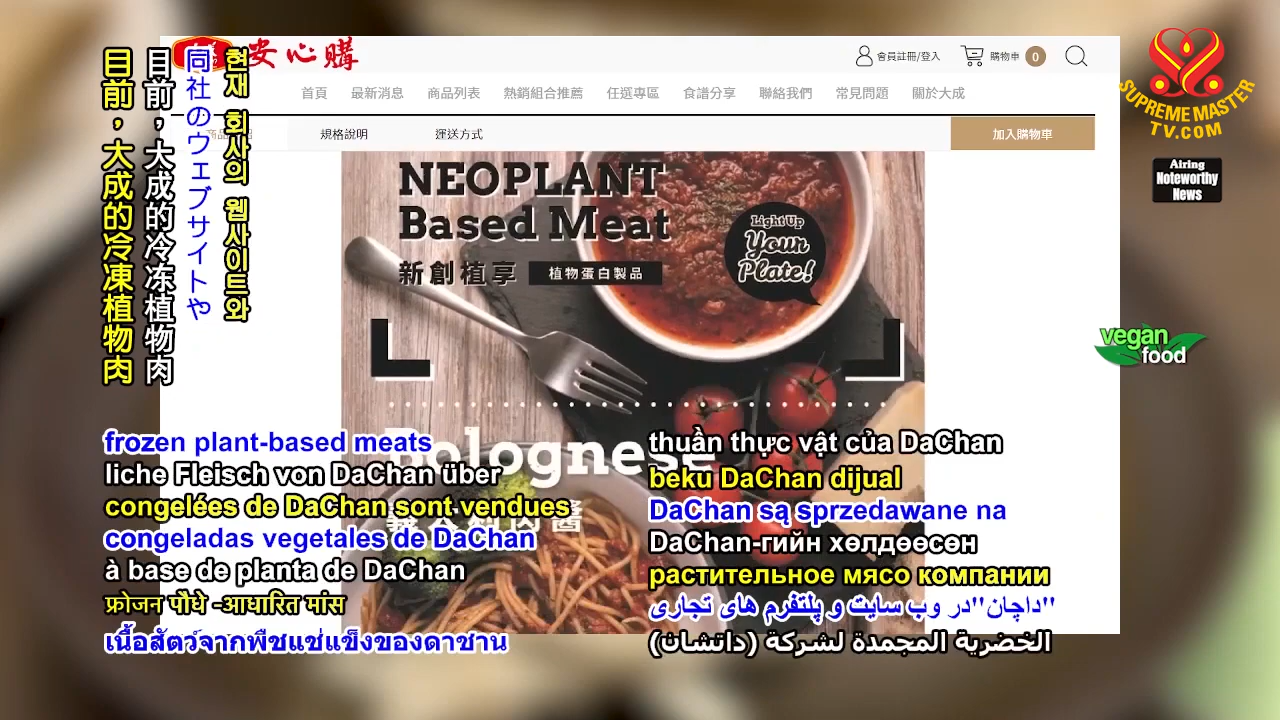 安心購
會員註冊/登入
購物車 0
首頁 最新消息 商品列表 熱銷組合推薦 任選專區 食譜分享 聯絡我們 常見問題 關於大成
規格說明 運送方式 加入購物車
SUPREME MASTER
TV.COM
Airing
Noteworthy
News
현재 회사의 웹사이트와
同社のウェブサイトや
目前，大成的冷冻植物肉
目前，大成的冷凍植物肉
NEOPLANT
Based Meat
新創植享 植物蛋白製品
Light Up
Your
Plate!
vegan
food
Bolognese
frozen plant-based meats
liche Fleisch von DaChan über
congelées de DaChan sont vendues
congeladas vegetales de DaChan
à base de planta de DaChan
फ्रोजन पौधे -आधारित मांस
เนื้อสัตว์จากพืชแช่แข็งของดาชาน
thuần thực vật của DaChan
beku DaChan dijual
DaChan są sprzedawane na
DaChan-гийн хөлдөөсөн
растительное мясо компании
"داچان"در وب سایت و پلتفرم های تجاری
الخضرية المجمدة لشركة (داتشان)